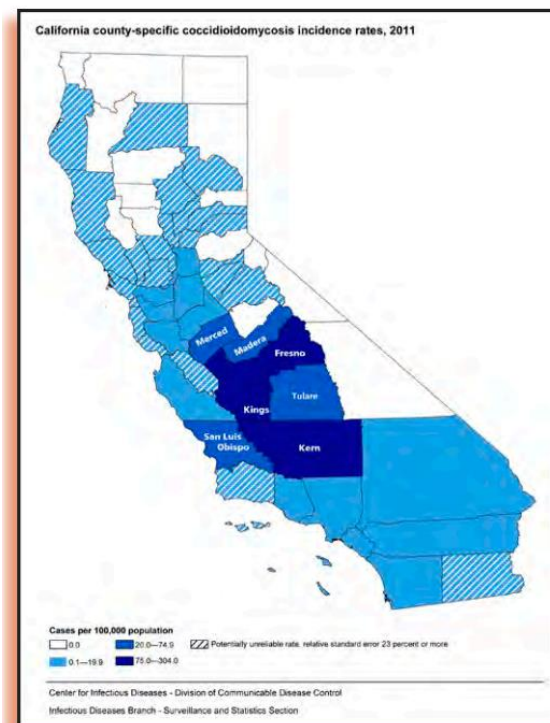 California county-specific coccidioidomycosis incidence rates, 2011
Merced
Madera
Fresno
Tulare
Kings
San Luis
Obispo
Kern
Cases per 100,000 population
0.0
20.0—74.9
Potentially unreliable rate, relative standard error 23 percent or more
0.1—19.9
75.0—304.0
Center for Infectious Diseases - Division of Communicable Disease Control
Infectious Diseases Branch - Surveillance and Statistics Section